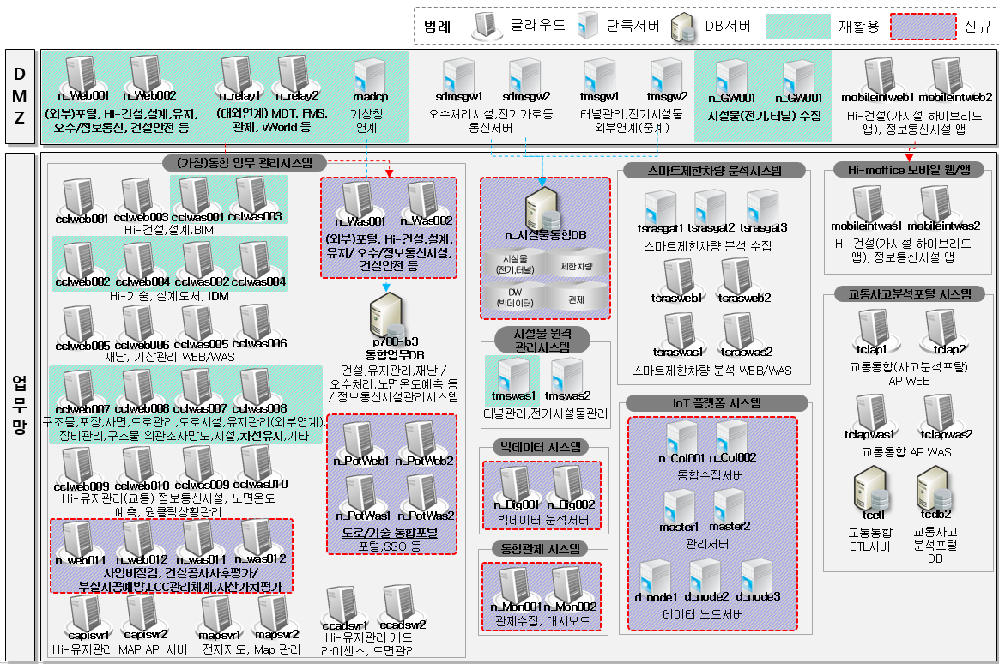 범례
클라우드
단독서버
DB서버
재활용
신규
D
M
Z
n_Web001
n_Web002
(외부)포털, Hi-건설,설계,유지,
오수/정보통신, 건설안전 등
n_relay1
n_relay2
(대외연계) MDT, FMS,
관제, vWorld 등
roadcp
기상청
연계
sdmsgw1
sdmsgw2
오수처리시설,전기가로등
통신서버
tmsgw1
tmsgw2
터널관리,전기시설물
외부연계(중계)
n_GW001
n_GW001
시설물(전기,터널) 수집
mobileintweb1
mobileintweb2
Hi-건설(가시설 하이브리드
앱), 정보통신시설 앱
업
무
망
(가칭)통합 업무 관리시스템
cclweb001
cclweb003
cclwas001
cclwas003
Hi-건설,설계,BIM
cclweb002
cclweb004
cclwas002
cclwas004
Hi-기술, 설계도서, IDM
cclweb005
cclweb006
cclwas005
cclwas006
재난, 기상관리 WEB/WAS
cclweb007
cclweb008
cclwas007
cclwas008
구조물,포장,사면,도로관리,도로시설,유지관리(외부연계),
장비관리,구조물 외관조사망도,시설,차선유지,기타
cclweb009
cclweb010
cclwas009
cclwas010
Hi-유지관리(교통) 정보통신시설, 노면온도
예측, 원클릭상황관리
n_web011
n_web012
n_was011
n_was012
사업비절감, 건설공사사후평가/
부실시공예방,LCC관리체계,자산가치평가
capisvr1
capisvr2
Hi-유지관리 MAP API 서버
mapsvr1
mapsvr2
전자지도, Map 관리
ccadsvr1
ccadsvr2
Hi-유지관리 캐드
라이센스, 도면관리
n_Was001
n_Was002
(외부)포털, Hi-건설,설계,
유지/ 오수/정보통신시설,
건설안전 등
p780-b3
통합업무DB
건설,유지관리,재난 /
오수처리,노면온도예측 등
/ 정보통신시설관리시스템
n_PotWeb1
n_PotWeb2
n_PotWas1
n_PotWas2
도로/기술 통합포털
포털,SSO 등
n_시설물통합DB
시설물
(전기,터널)
제한차량
DW
(빅데이터)
관제
시설물 원격
관리시스템
tmswas1
tmswas2
터널관리,전기시설물관리
빅데이터 시스템
n_Big001
n_Big002
빅데이터 분석서버
통합관제 시스템
n_Mon001
n_Mon002
관제수집, 대시보드
스마트제한차량 분석시스템
tsrasgat1
tsrasgat2
tsrasgat3
스마트제한차량 분석 수집
tsrasweb1
tsrasweb2
tsraswas1
tsraswas2
스마트제한차량 분석 WEB/WAS
IoT 플랫폼 시스템
n_Col001
n_Col002
통합수집서버
master1
master2
관리서버
d_node1
d_node2
d_node3
데이터 노드서버
Hi-moffice 모바일 웹/앱
mobileintwas1
mobileintwas2
Hi-건설(가시설 하이브리드
앱), 정보통신시설 앱
교통사고분석포털 시스템
tclap1
tclap2
교통통합(사고분석포탈)
AP WEB
tclapwas1
tclapwas2
교통통합 AP WAS
tcetl
교통통합
ETL서버
tcdb2
교통사고
분석포탈
DB